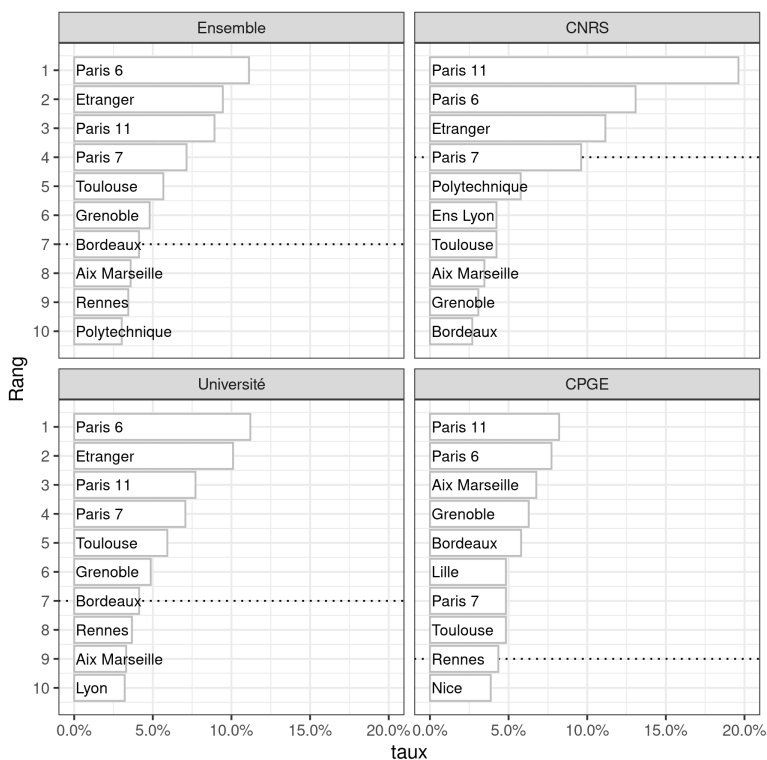 Ensemble
CNRS
1
Paris 6
Paris 11
2
Etranger
Paris 6
3
Paris 11
Etranger
4
Paris 7
Paris 7
5
Toulouse
Polytechnique
6
Grenoble
Ens Lyon
7
Bordeaux
Toulouse
8
Aix Marseille
Aix Marseille
9
Rennes
Grenoble
10
Polytechnique
Bordeaux
Rang
Université
CPGE
1
Paris 6
Paris 11
2
Etranger
Paris 6
3
Paris 11
Aix Marseille
4
Paris 7
Grenoble
5
Toulouse
Bordeaux
6
Grenoble
Lille
7
Bordeaux
Paris 7
8
Rennes
Toulouse
9
Aix Marseille
Rennes
10
Lyon
Nice
0.0% 5.0% 10.0% 15.0% 20.0% 0.0% 5.0% 10.0% 15.0% 20.0%
taux